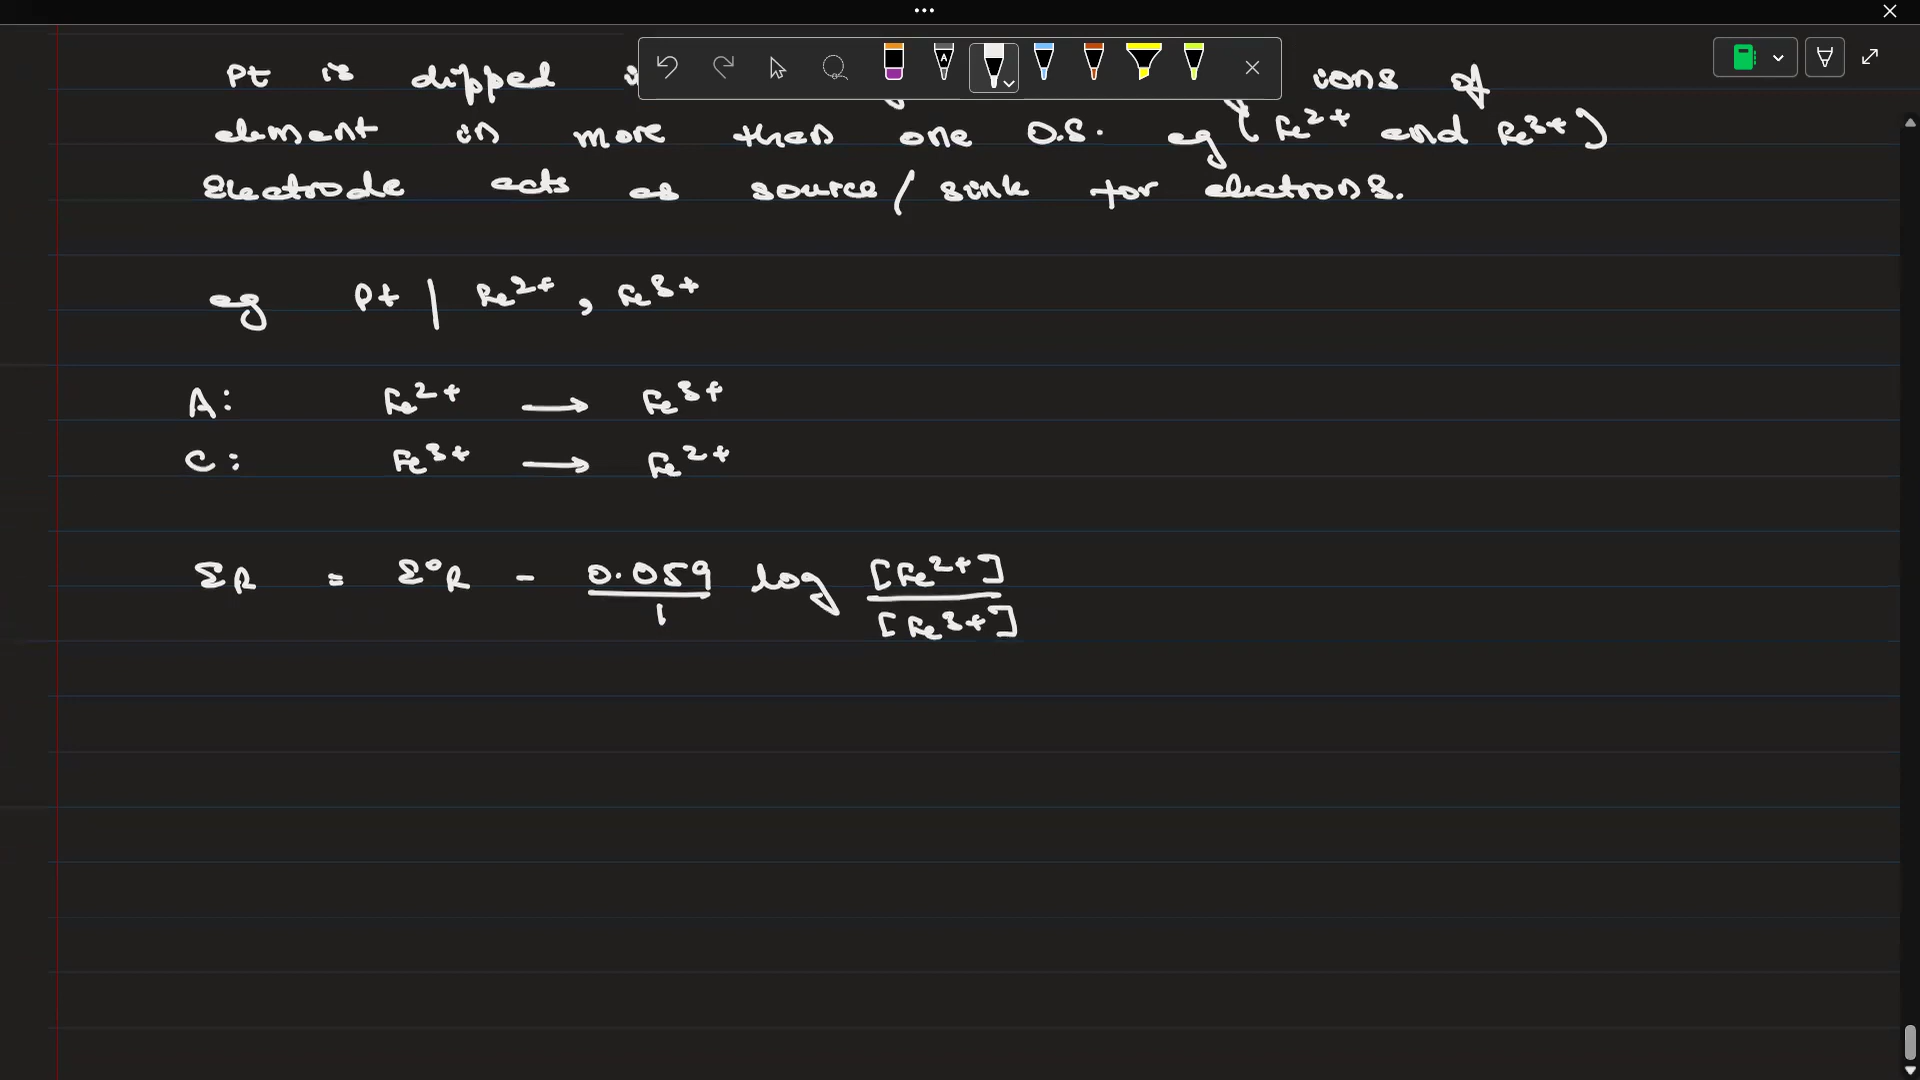 Pt is dipped ions of
element in more than one O.S. eg ( Fe²⁺ and Fe³⁺ )
Electrode acts as source / sink for electrons.
eg Pt | Fe²⁺ , Fe³⁺
A: Fe²⁺ ⟶ Fe³⁺
C: Fe³⁺ ⟶ Fe²⁺
ER = E°R - 0.059/1 log [Fe²⁺]/[Fe³⁺]